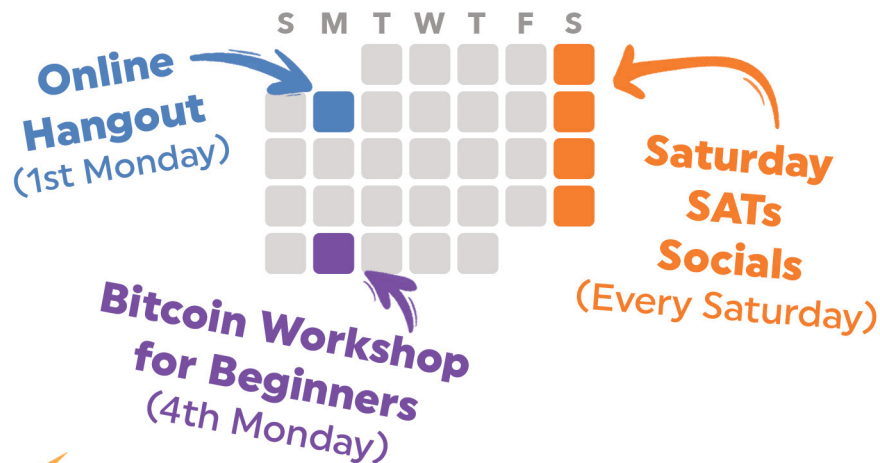 S M T W T F S
Online
Hangout
(1st Monday)
Saturday
SATs
Socials
(Every Saturday)
Bitcoin Workshop
for Beginners
(4th Monday)